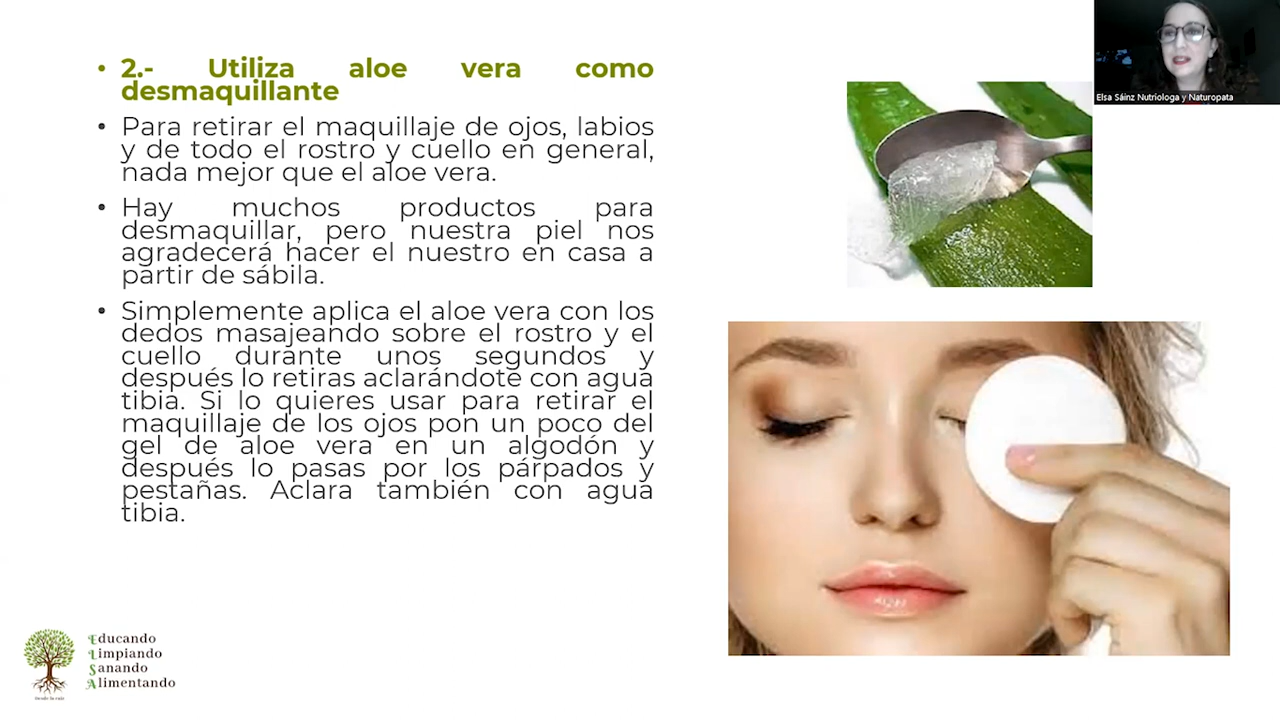 2.- Utiliza aloe vera como
desmaquillante
Para retirar el maquillaje de ojos, labios
y de todo el rostro y cuello en general,
nada mejor que el aloe vera.
Hay muchos productos para
desmaquillar, pero nuestra piel nos
agradecerá hacer el nuestro en casa a
partir de sábila.
Simplemente aplica el aloe vera con los
dedos masajeando sobre el rostro y el
cuello durante unos segundos y
después lo retiras aclarándote con agua
tibia. Si lo quieres usar para retirar el
maquillaje de los ojos pon un poco del
gel de aloe vera en un algodón y
después lo pasas por los párpados y
pestañas. Aclara también con agua
tibia.
Elsa Sáinz Nutriologa y Naturopata
Educando
Limpiando
Sanando
Alimentando
Desde la raíz